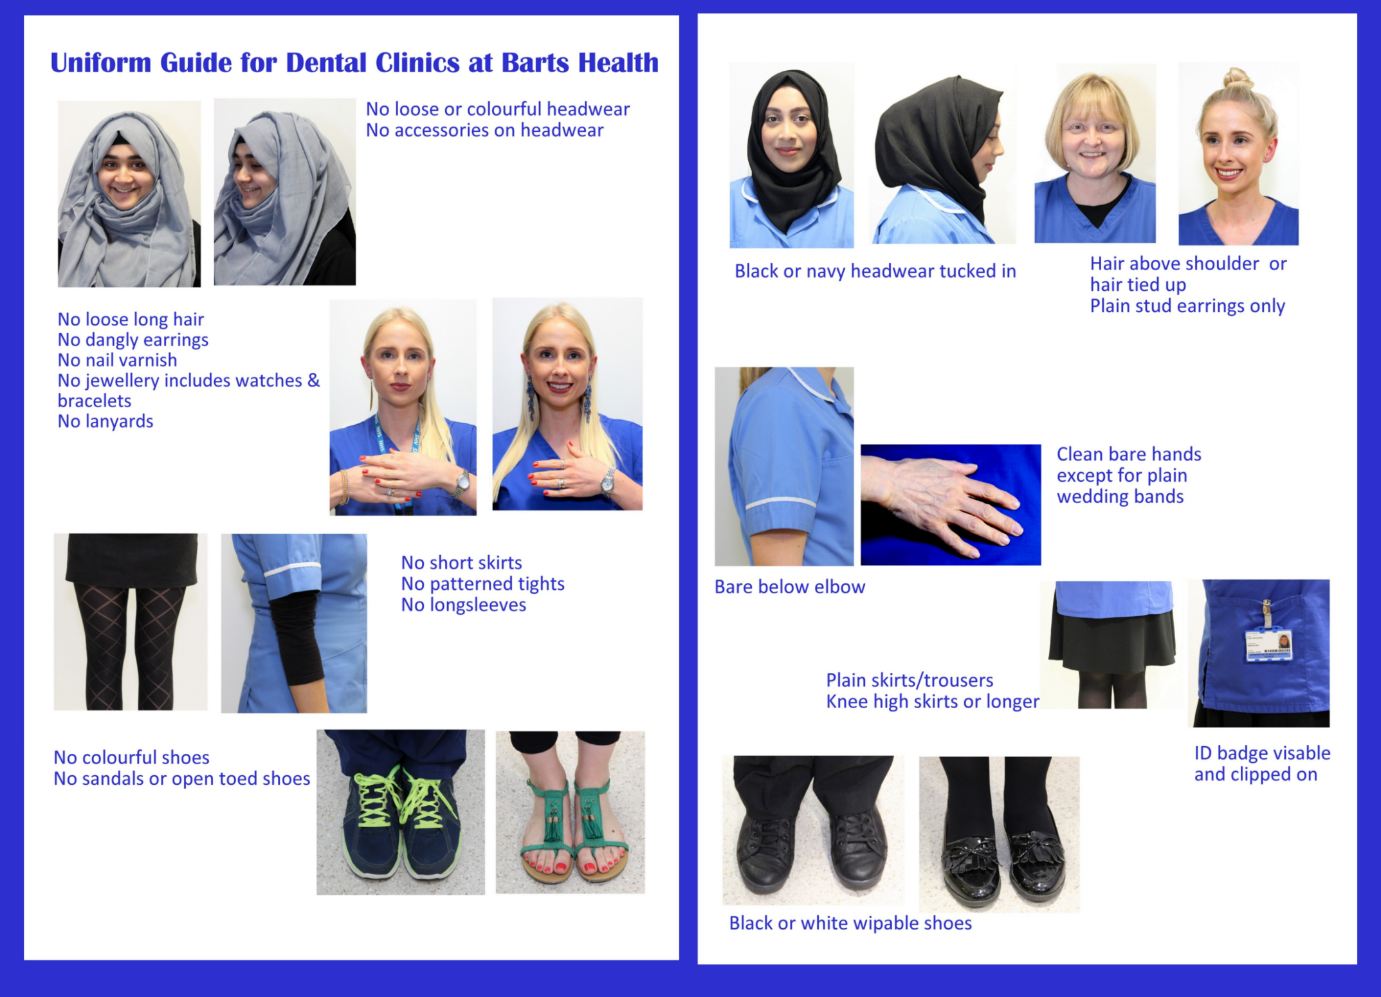 Uniform Guide for Dental Clinics at Barts Health
No loose or colourful headwear
No accessories on headwear
No loose long hair
No dangly earrings
No nail varnish
No jewellery includes watches &
bracelets
No lanyards
No short skirts
No patterned tights
No longsleeves
No colourful shoes
No sandals or open toed shoes
Black or navy headwear tucked in
Hair above shoulder or
hair tied up
Plain stud earrings only
Clean bare hands
except for plain
wedding bands
Bare below elbow
Plain skirts/trousers
Knee high skirts or longer
ID badge visable
and clipped on
Black or white wipable shoes